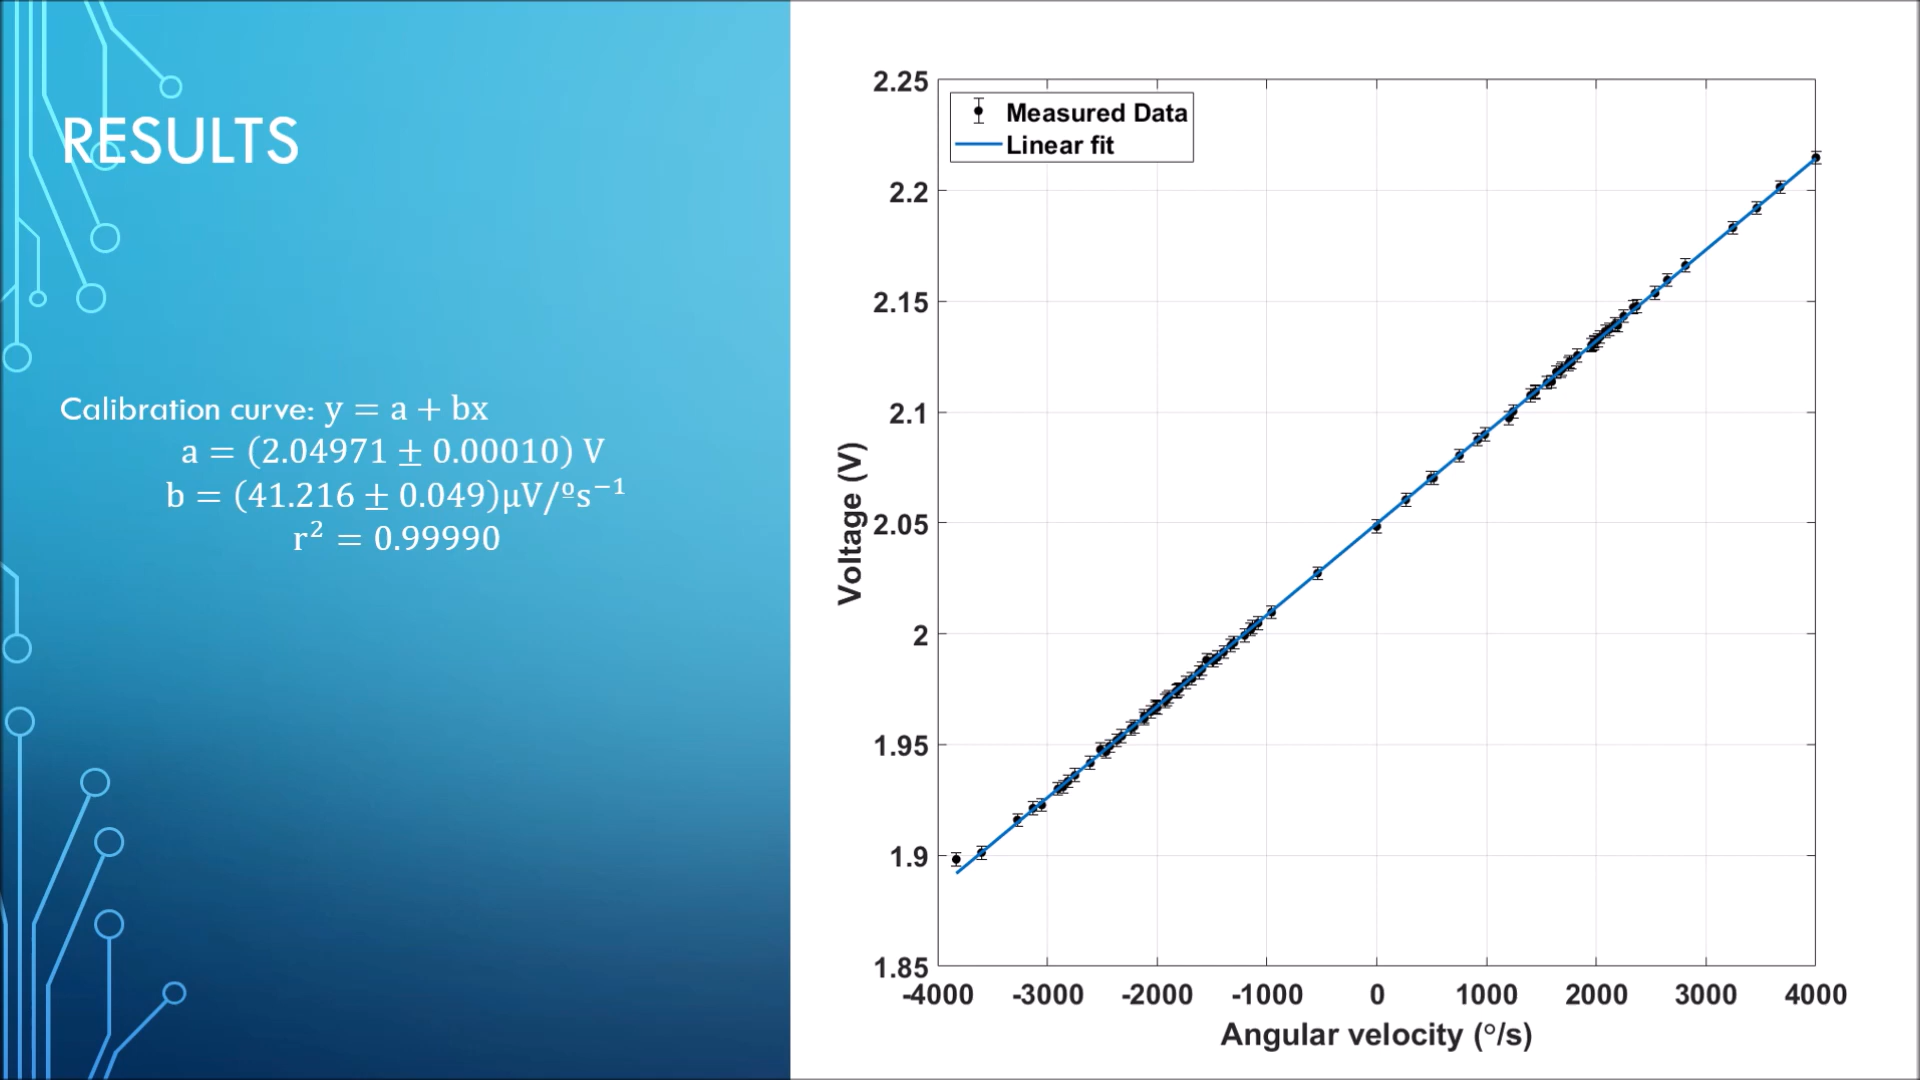 RESULTS
Calibration curve: y = a + bx
a = (2.04971 ± 0.00010) V
b = (41.216 ± 0.049)μV/ºs⁻¹
r² = 0.99990
Measured Data
Linear fit
2.25
2.2
2.15
2.1
2.05
2
1.95
1.9
1.85
Voltage (V)
-4000 -3000 -2000 -1000 0 1000 2000 3000 4000
Angular velocity (°/s)